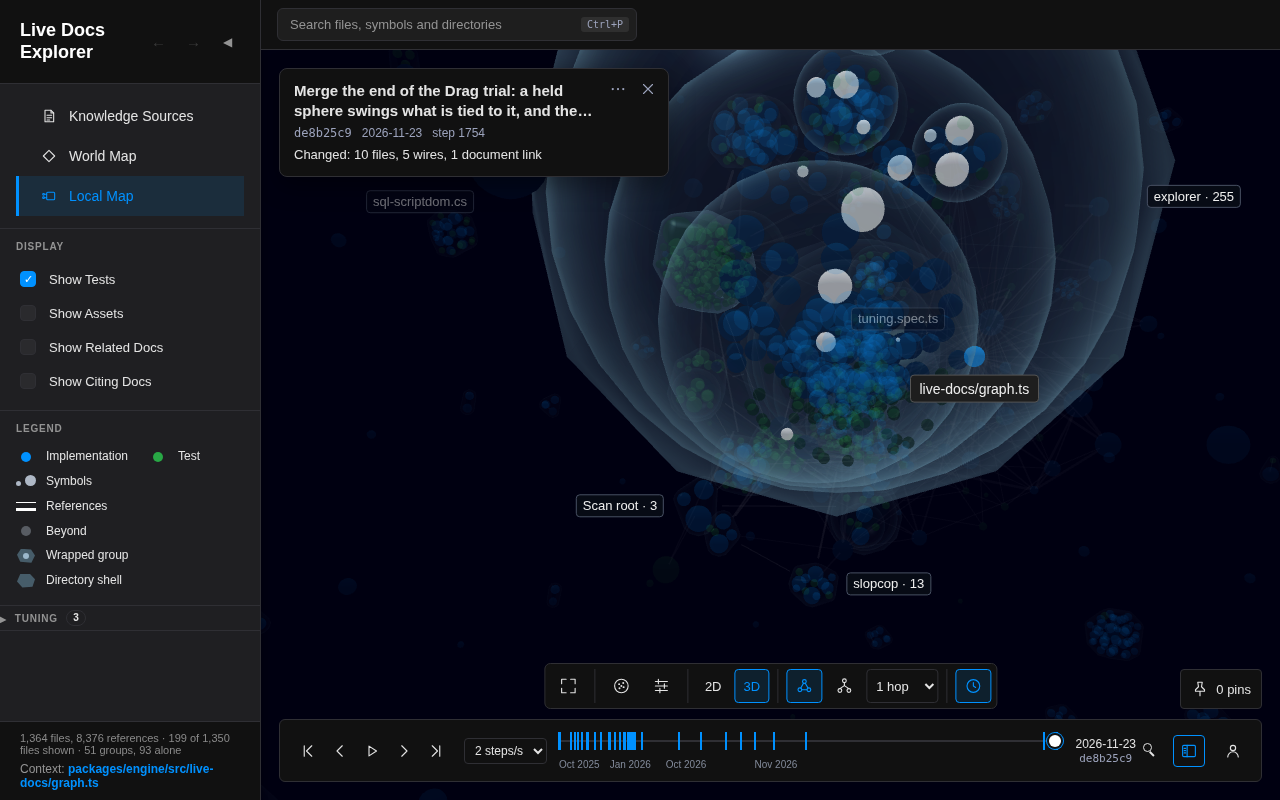 Live Docs
Explorer
Search files, symbols and directories
Ctrl+P
Knowledge Sources
World Map
Local Map
DISPLAY
Show Tests
Show Assets
Show Related Docs
Show Citing Docs
LEGEND
Implementation
Test
Symbols
References
Beyond
Wrapped group
Directory shell
TUNING 3
1,364 files, 8,376 references · 199 of 1,350
files shown · 51 groups, 93 alone
Context: packages/engine/src/live-
docs/graph.ts
Merge the end of the Drag trial: a held
sphere swings what is tied to it, and the…
de8b25c9 2026-11-23 step 1754
Changed: 10 files, 5 wires, 1 document link
sql-scriptdom.cs
explorer · 255
tuning.spec.ts
live-docs/graph.ts
Scan root · 3
slopcop · 13
2D
3D
1 hop
0 pins
2 steps/s
Oct 2025
Jan 2026
Oct 2026
Nov 2026
2026-11-23
de8b25c9